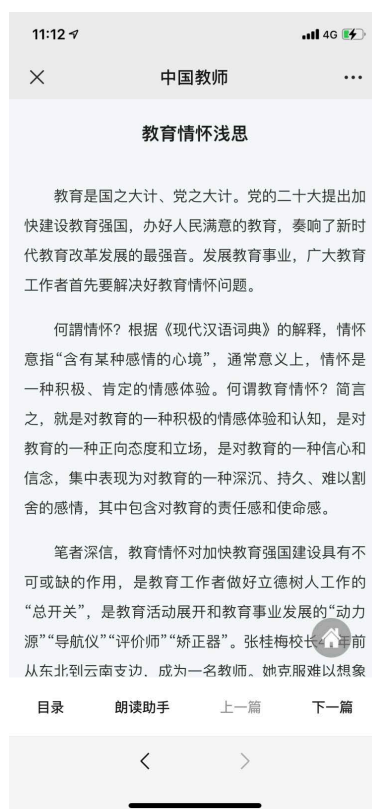 11:12
4G
中国教师
教育情怀浅思
教育是国之大计、党之大计。党的二十大提出加
快建设教育强国，办好人民满意的教育，奏响了新时
代教育改革发展的最强音。发展教育事业，广大教育
工作者首先要解决好教育情怀问题。
何謂情怀？根据《现代汉语词典》的解释，情怀
意指“含有某种感情的心境”，通常意义上，情怀是
一种积极、肯定的情感体验。何谓教育情怀？简言
之，就是对教育的一种积极的情感体验和认知，是对
教育的一种正向态度和立场，是对教育的一种信心和
信念，集中表现为对教育的一种深沉、持久、难以割
舍的感情，其中包含对教育的责任感和使命感。
笔者深信，教育情怀对加快教育强国建设具有不
可或缺的作用，是教育工作者做好立德树人工作的
“总开关”，是教育活动展开和教育事业发展的“动力
源”“导航仪”“评价师”“矫正器”。张桂梅校长4年前
从东北到云南支边，成为一名教师。她克服难以想象
目录 朗读助手 上一篇 下一篇